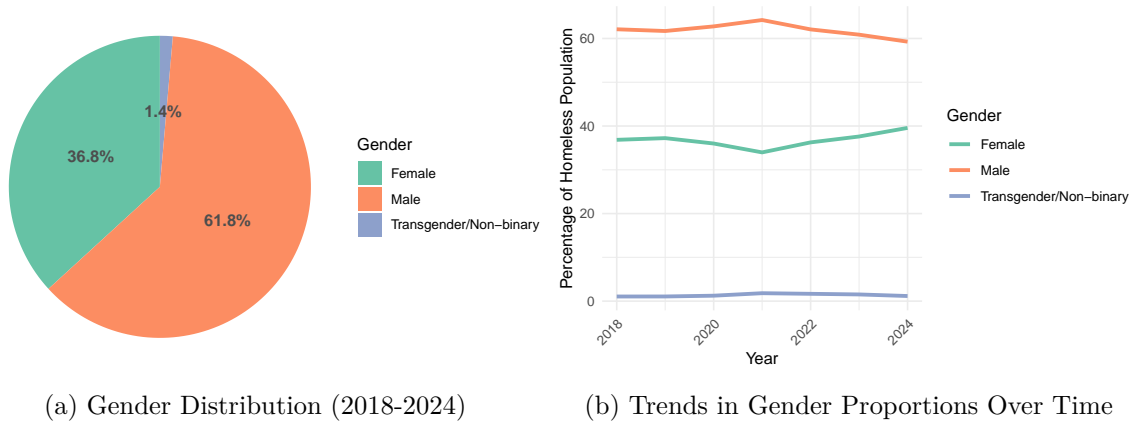 1.4%
36.8%
61.8%
Gender
Female
Male
Transgender/Non−binary
(a) Gender Distribution (2018-2024)
Percentage of Homeless Population
60
40
20
0
2018
2020
2022
2024
Year
Gender
Female
Male
Transgender/Non−binary
(b) Trends in Gender Proportions Over Time